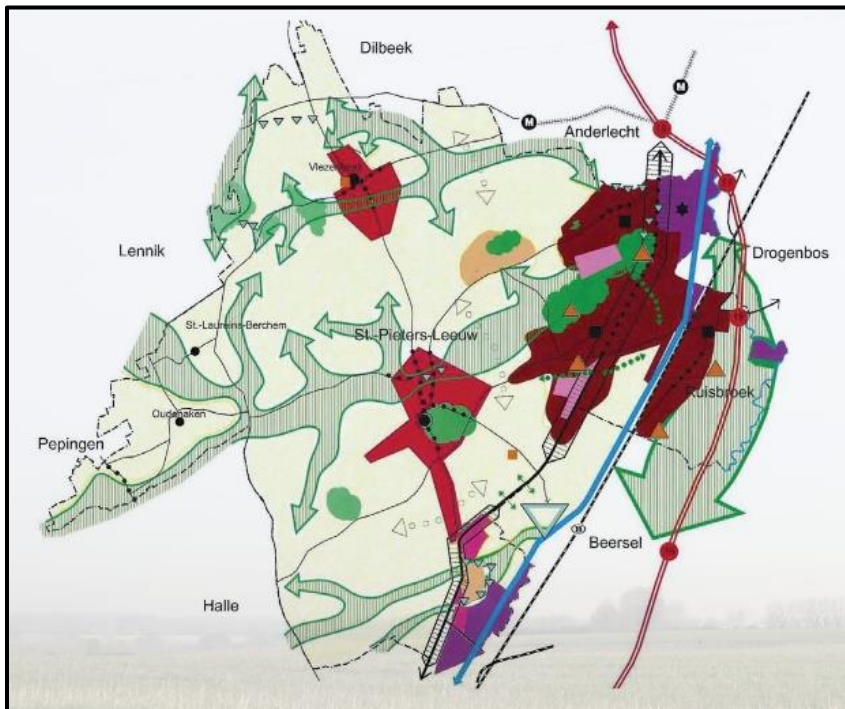 Dilbeek
M
M
Anderlecht
Vlezenbeek
Lennik
Drogenbos
St.-Laureins-Berchem
St.-Pieters-Leeuw
Oudenaken
Ruisbroek
Pepingen
Beersel
Halle